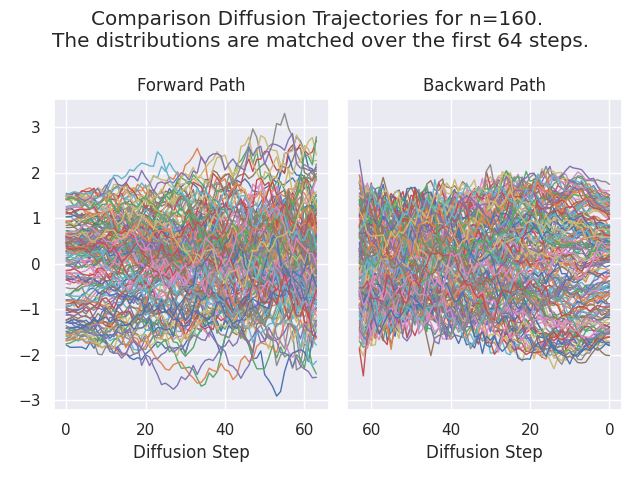 Comparison Diffusion Trajectories for n=160.
The distributions are matched over the first 64 steps.
Forward Path
Backward Path
3
2
1
0
−1
−2
−3
0 20 40 60
60 40 20 0
Diffusion Step
Diffusion Step